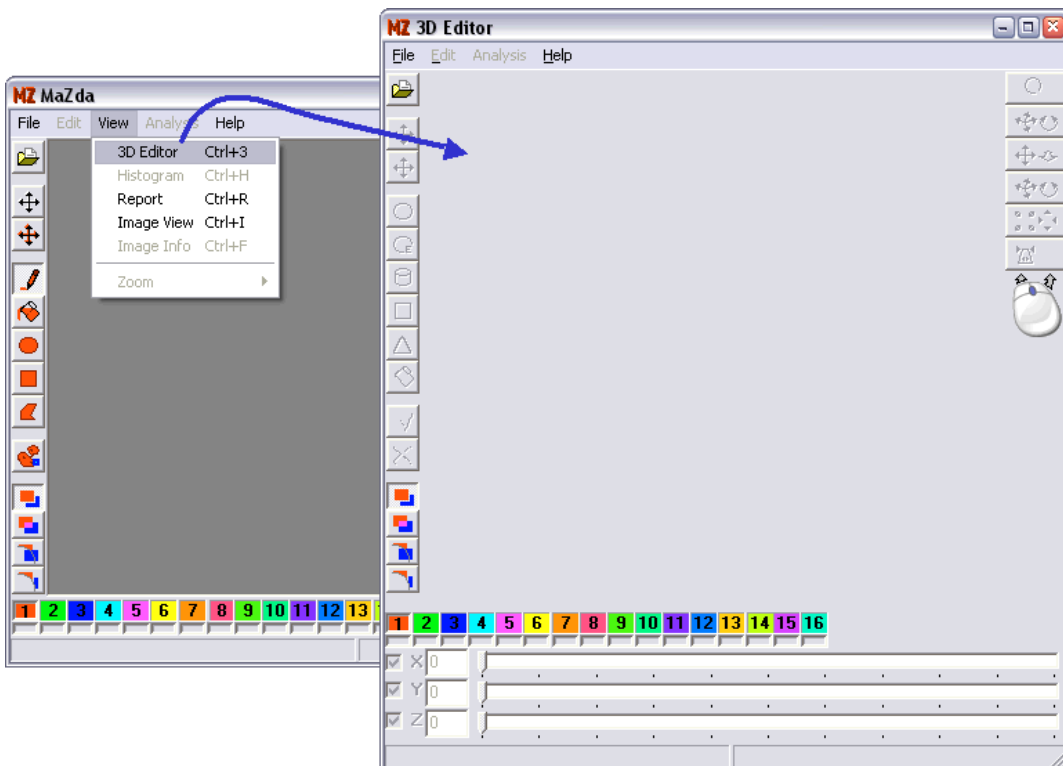 MZ 3D Editor
File Edit Analysis Help
MZ MaZda
File Edit View Analysis Help
3D Editor Ctrl+3
Histogram Ctrl+H
Report Ctrl+R
Image View Ctrl+I
Image Info Ctrl+F
Zoom
1 2 3 4 5 6 7 8 9 10 11 12 13
1 2 3 4 5 6 7 8 9 10 11 12 13 14 15 16
X 0
Y 0
Z 0